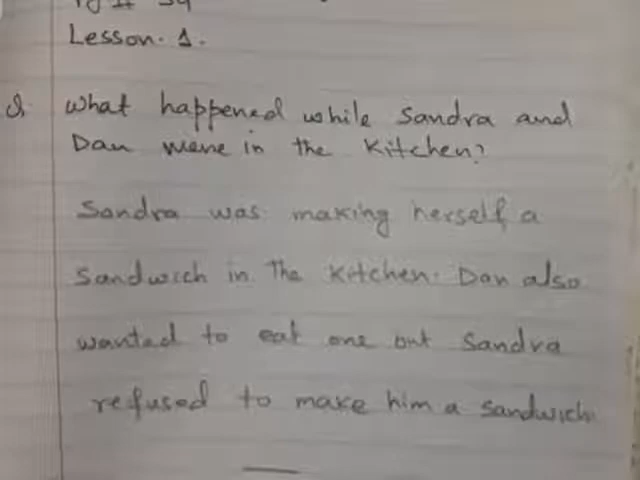 Lesson. 1.
Q. What happened while Sandra and
Dan were in the Kitchen?
Sandra was making herself a
Sandwich in The Kitchen. Dan also
wanted to eat one but Sandra
refused to make him a sandwich.